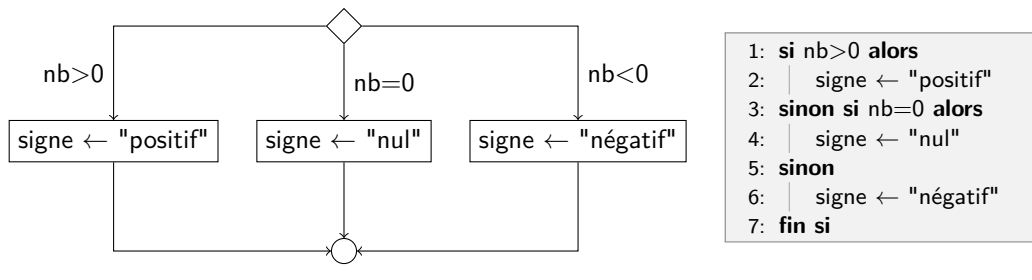 nb>0
nb=0
nb<0
signe ← "positif"
signe ← "nul"
signe ← "négatif"
1: si nb>0 alors
2: signe ← "positif"
3: sinon si nb=0 alors
4: signe ← "nul"
5: sinon
6: signe ← "négatif"
7: fin si